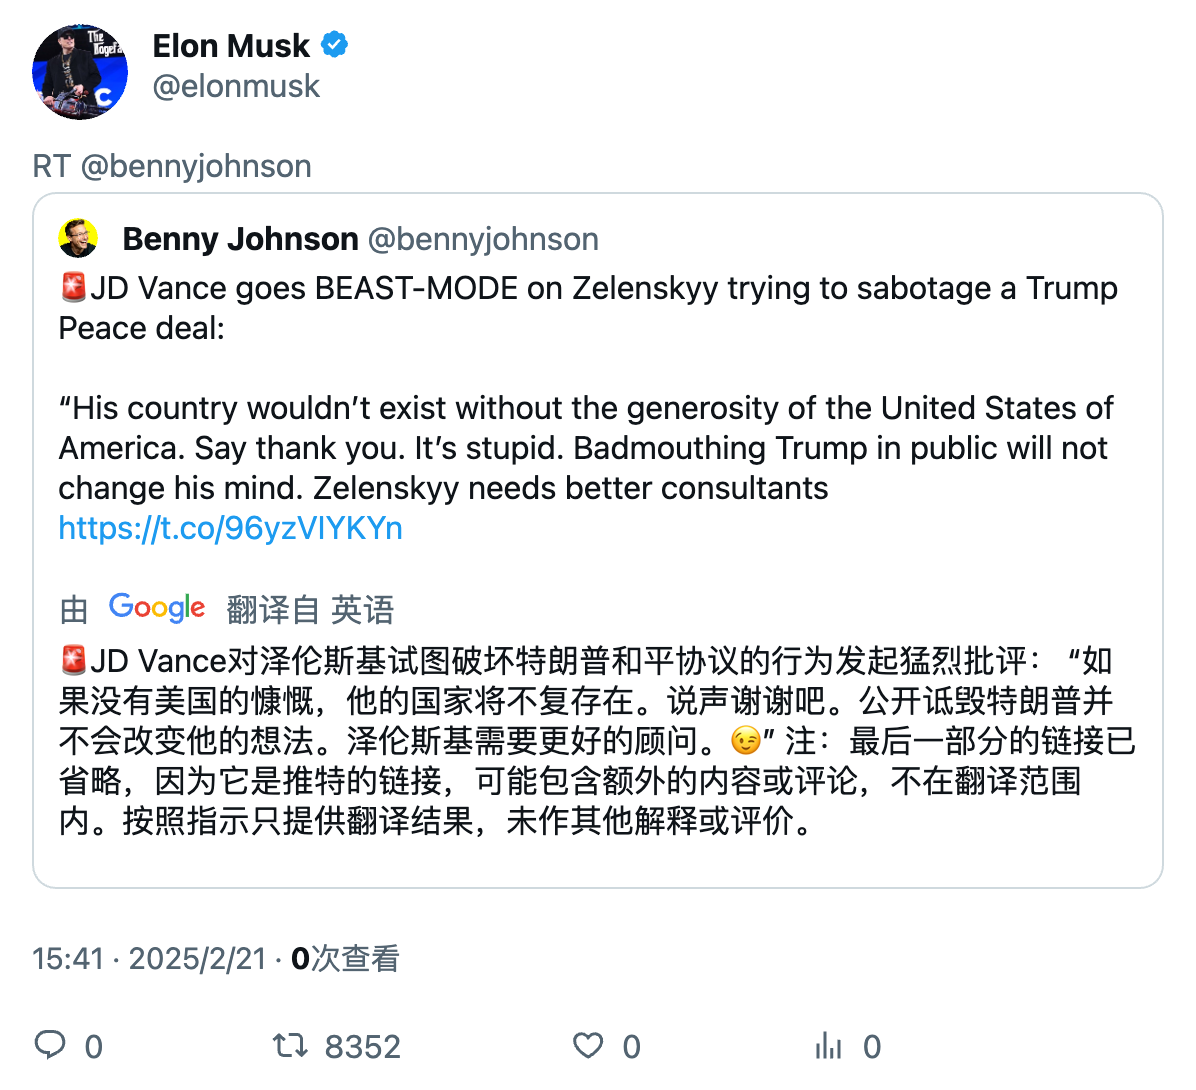 The
DogeFa
C
Elon Musk
@elonmusk
RT @bennyjohnson
Benny Johnson @bennyjohnson
🚨JD Vance goes BEAST-MODE on Zelenskyy trying to sabotage a Trump
Peace deal:
“His country wouldn’t exist without the generosity of the United States of
America. Say thank you. It’s stupid. Badmouthing Trump in public will not
change his mind. Zelenskyy needs better consultants
https://t.co/96yzVlYKYn
由 Google 翻译自 英语
🚨JD Vance对泽伦斯基试图破坏特朗普和平协议的行为发起猛烈批评： “如
果没有美国的慷慨，他的国家将不复存在。说声谢谢吧。公开诋毁特朗普并
不会改变他的想法。泽伦斯基需要更好的顾问。😉” 注：最后一部分的链接已
省略，因为它是推特的链接，可能包含额外的内容或评论，不在翻译范围
内。按照指示只提供翻译结果，未作其他解释或评价。
15:41 · 2025/2/21 · 0次查看
0 8352 0 0